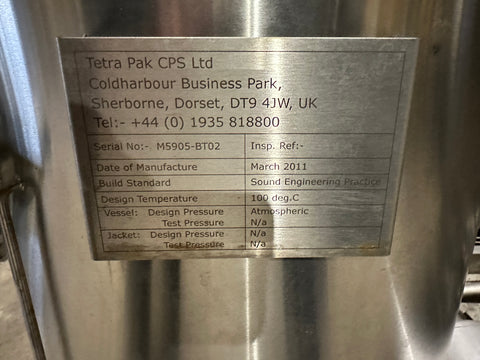 Tetra Pak CPS Ltd
Coldharbour Business Park,
Sherborne, Dorset, DT9 4JW, UK
Tel:- +44 (0) 1935 818800
Serial No:-. M5905-BT02 Insp. Ref:-
Date of Manufacture March 2011
Build Standard Sound Engineering Practice
Design Temperature 100 deg.C
Vessel: Design Pressure Atmospheric
Test Pressure N/a
Jacket: Design Pressure N/a
Test Pressure N/a